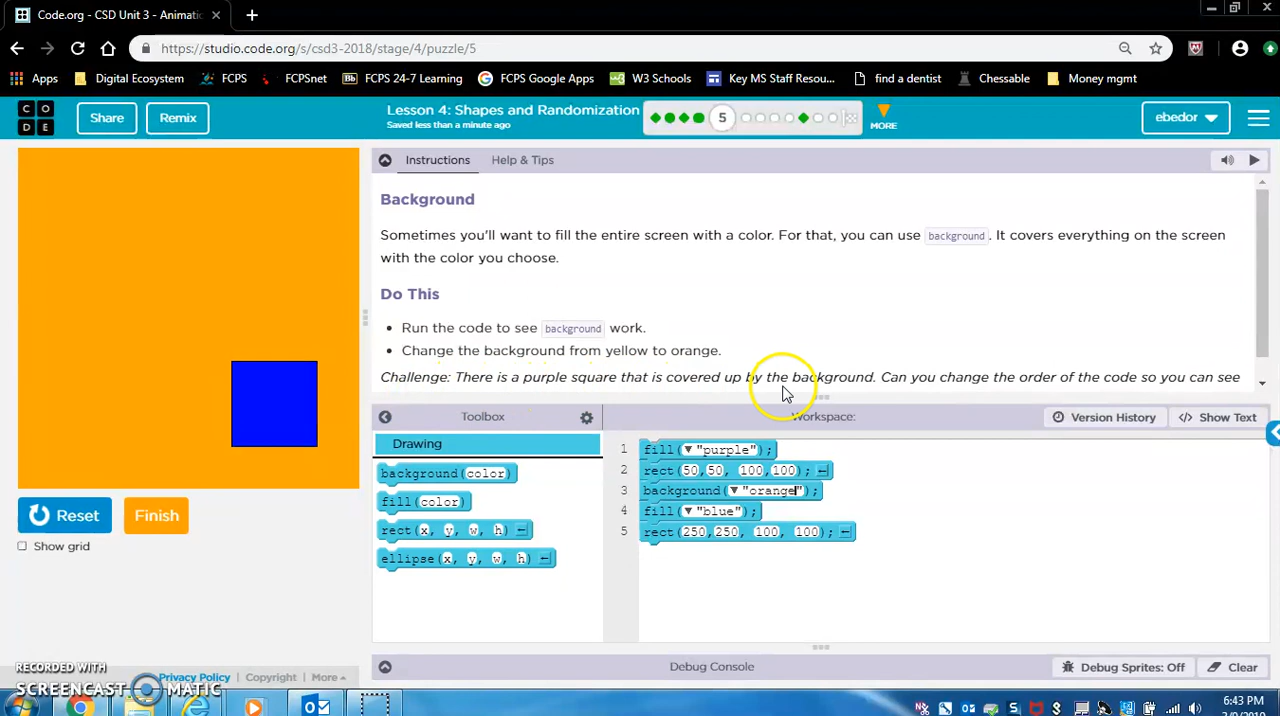 Code.org - CSD Unit 3 - Animatic
https://studio.code.org/s/csd3-2018/stage/4/puzzle/5
Apps Digital Ecosystem FCPS FCPSnet Bb FCPS 24-7 Learning FCPS Google Apps W3 Schools Key MS Staff Resou... find a dentist Chessable Money mgmt
C O
D E
Share
Remix
Lesson 4: Shapes and Randomization
Saved less than a minute ago
5
MORE
ebedor
Instructions Help & Tips
Background
Sometimes you'll want to fill the entire screen with a color. For that, you can use background. It covers everything on the screen
with the color you choose.
Do This
Run the code to see background work.
Change the background from yellow to orange.
Challenge: There is a purple square that is covered up by the background. Can you change the order of the code so you can see
Toolbox
Workspace:
Version History
</> Show Text
Drawing
background(color)
fill(color)
rect(x, y, w, h)
ellipse(x, y, w, h)
1 fill("purple");
2 rect(50,50, 100,100);
3 background("orange");
4 fill("blue");
5 rect(250,250, 100, 100);
Reset
Finish
Show grid
Debug Console
Debug Sprites: Off
Clear
Privacy Policy | Copyright | More
RECORDED WITH
SCREENCAST MATIC
6:43 PM